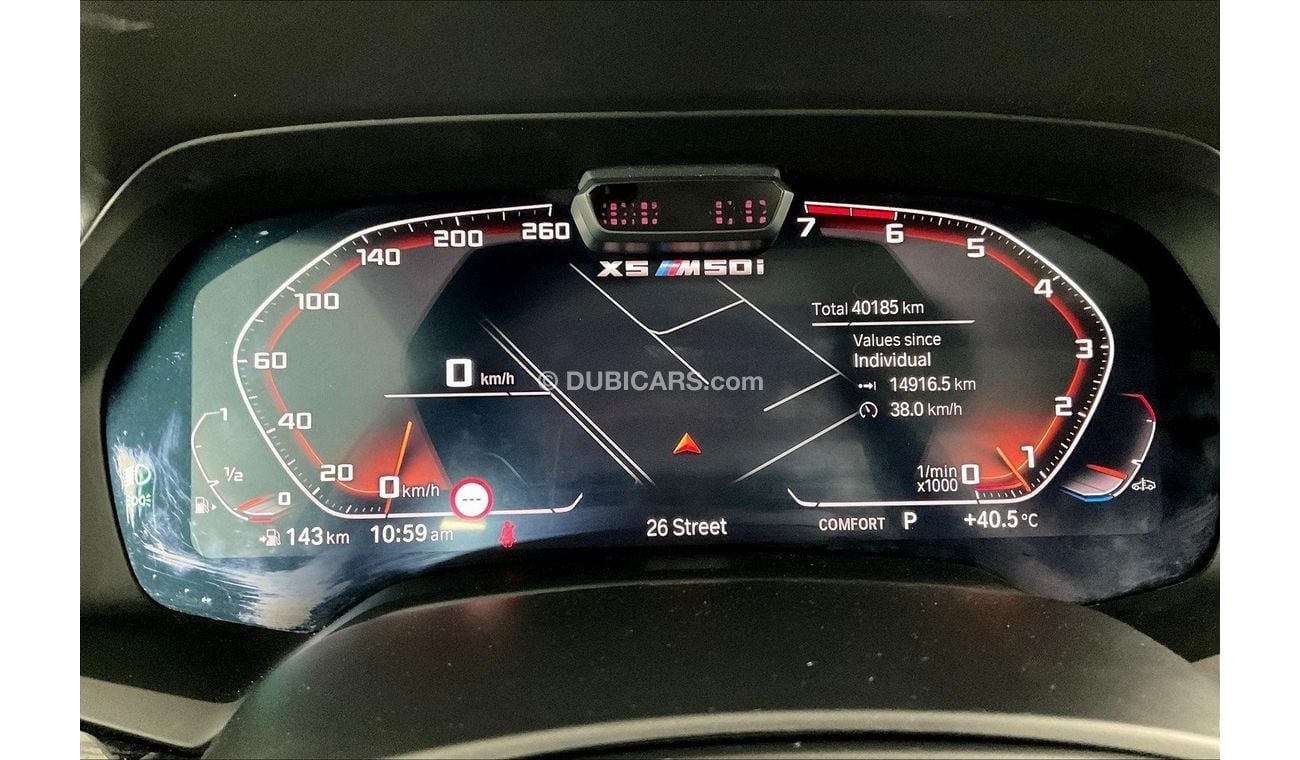 X5 M50i
260
200
140
100
60
40
20
0 km/h
7
6
5
4
3
2
1
0
1/min
x1000
Total 40185 km
Values since
Individual
14916.5 km
38.0 km/h
0 km/h
© DUBICARS.com
1
1/2
0
---
143 km
10:59 am
26 Street
COMFORT P
+40.5 °C